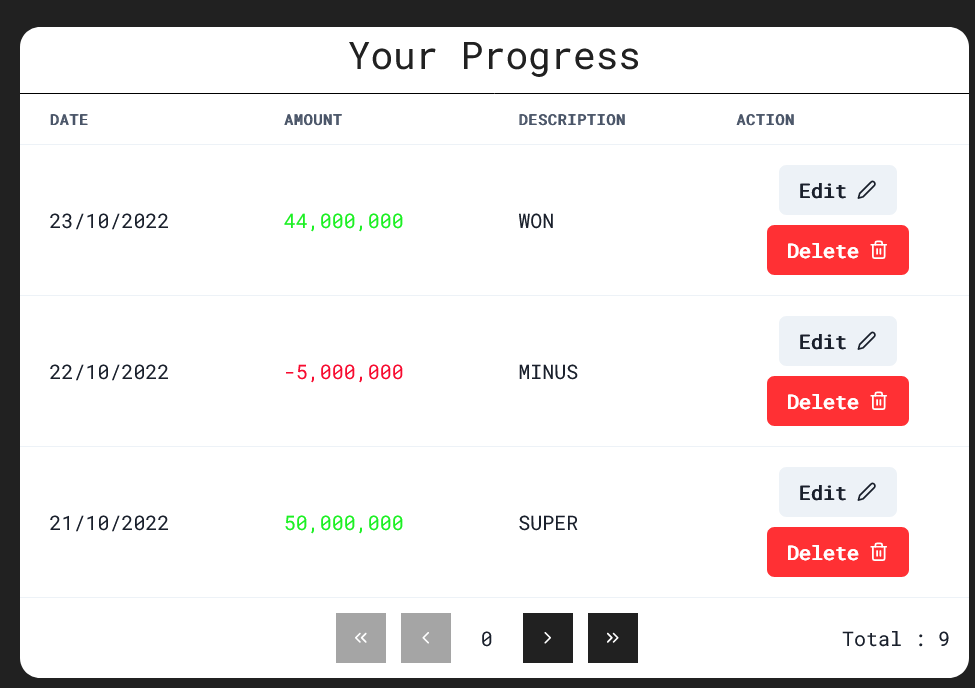 Your Progress
DATE AMOUNT DESCRIPTION ACTION
Edit
23/10/2022 44,000,000 WON
Delete
Edit
22/10/2022 -5,000,000 MINUS
Delete
Edit
21/10/2022 50,000,000 SUPER
Delete
« ‹ 0 › » Total : 9